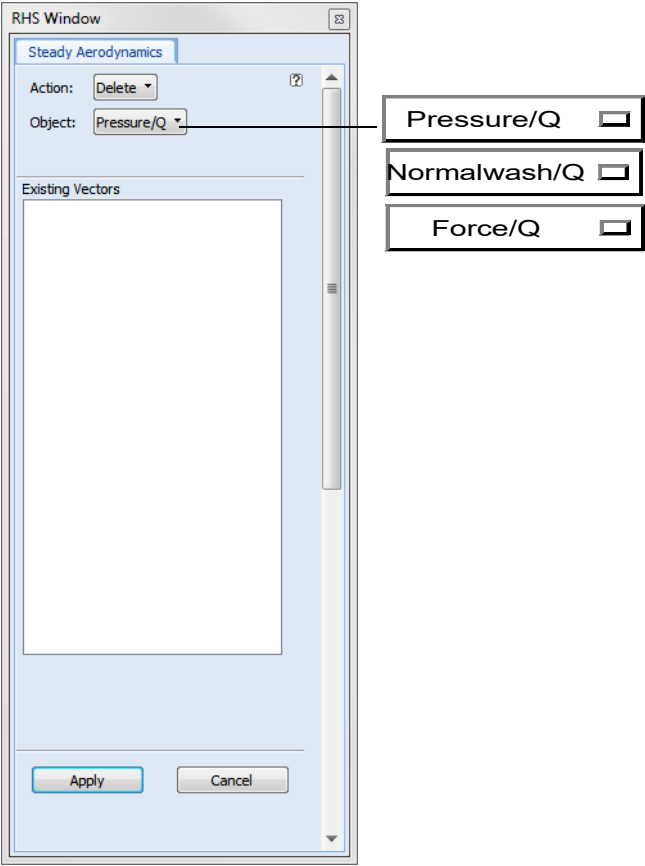 RHS Window
Steady Aerodynamics
Action: Delete
?
Object: Pressure/Q
Pressure/Q
Normalwash/Q
Force/Q
Existing Vectors
Apply
Cancel